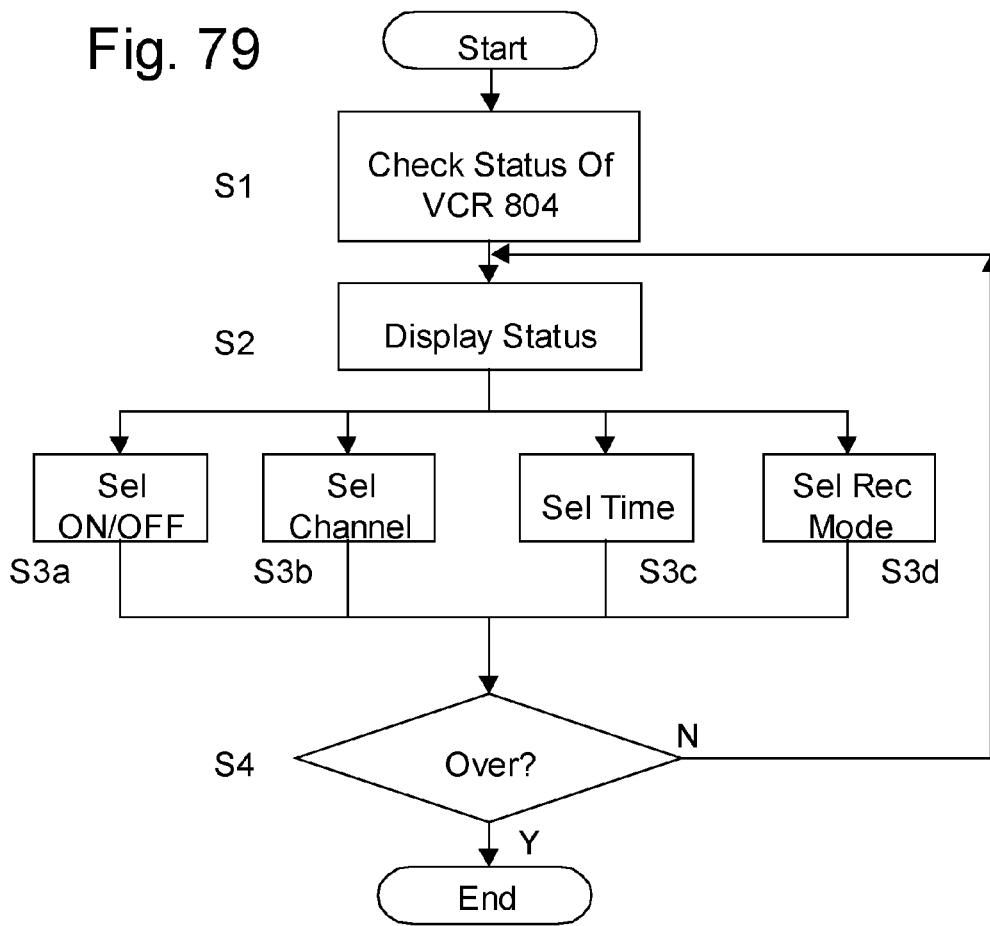 Fig. 79
Start
S1
Check Status Of
VCR 804
S2
Display Status
Sel
ON/OFF
Sel
Channel
Sel Time
Sel Rec
Mode
S3a
S3b
S3c
S3d
S4
Over?
N
Y
End